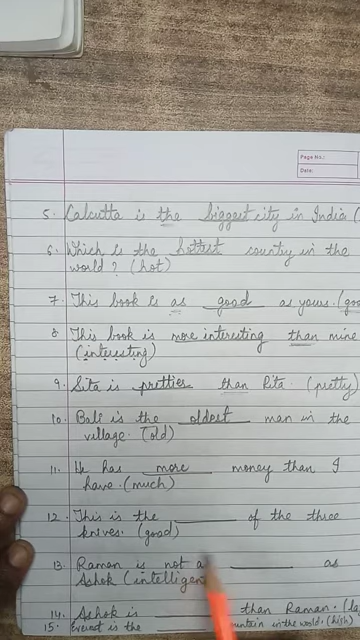 Page No.:
Date:
5. Calcutta is the biggest city in India (
6. Which is the hottest country in the
world? (hot)
7. This book is as good as yours. (goo
8. This book is more interesting than mine
(interesting)
9. Sita is prettier than Rita. (pretty)
10. Bali is the oldest man in the
village. (old)
11. He has more money than I
have. (much)
12. This is the ______ of the three
knives. (good)
13. Raman is not as ______ as
Ashok (intelligen
14. Ashok is ______ than Raman. (la
15. Everest is the ______ mountain in the world. (high)